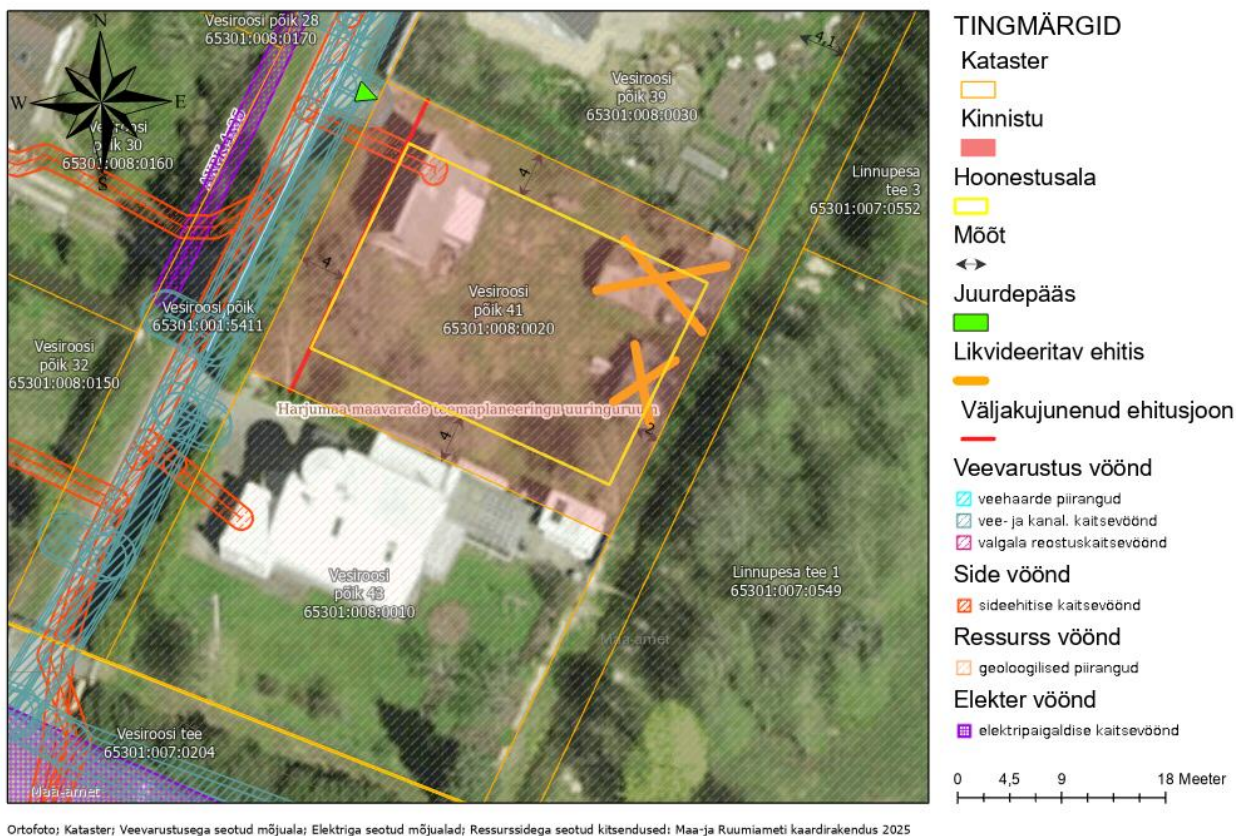 Vesiroosi põik 28
65301:008:0170
N
W
E
S
Vesiroosi
põik 30
65301:008:0160
4,1
Vesiroosi
põik 39
65301:008:0030
Linnupesa
tee 3
65301:007:0552
4
4
Vesiroosi
põik 41
65301:008:0020
Vesiroosi põik
65301:001:5411
Vesiroosi
põik 32
65301:008:0150
Harjumaa maavarade teemaplaneeringu uuringuruum
4
2
Vesiroosi
põik 43
65301:008:0010
Linnupesa tee 1
65301:007:0549
Maa-amet
Vesiroosi tee
65301:007:0204
Maa-amet
TINGMÄRGID
Kataster
Kinnistu
Hoonestusala
Mõõt
Juurdepääs
Likvideeritav ehitis
Väljakujunenud ehitusjoon
Veevarustus vöönd
veehaarde piirangud
vee- ja kanal. kaitsevöönd
valgala reostuskaitsevöönd
Side vöönd
sideehitise kaitsevöönd
Ressurss vöönd
geoloogilised piirangud
Elekter vöönd
elektripaigaldise kaitsevöönd
0 4,5 9 18 Meeter
Ortofoto; Kataster; Veevarustusega seotud mõjuala; Elektriga seotud mõjualad; Ressurssidega seotud kitsendused: Maa-ja Ruumiameti kaardirakendus 2025